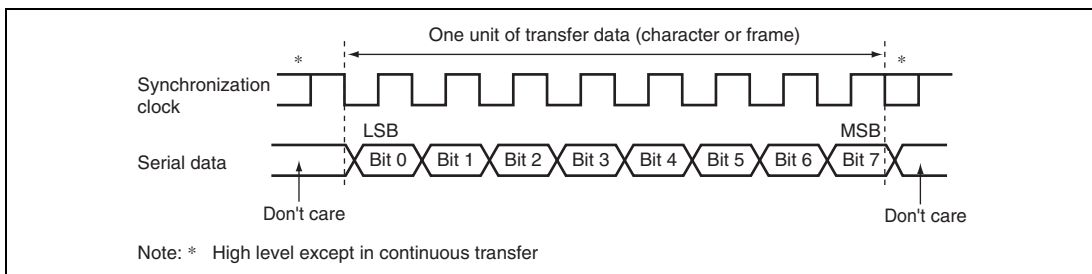 One unit of transfer data (character or frame)
* *
Synchronization
clock
LSB MSB
Serial data Bit 0 Bit 1 Bit 2 Bit 3 Bit 4 Bit 5 Bit 6 Bit 7
Don't care Don't care
Note: * High level except in continuous transfer